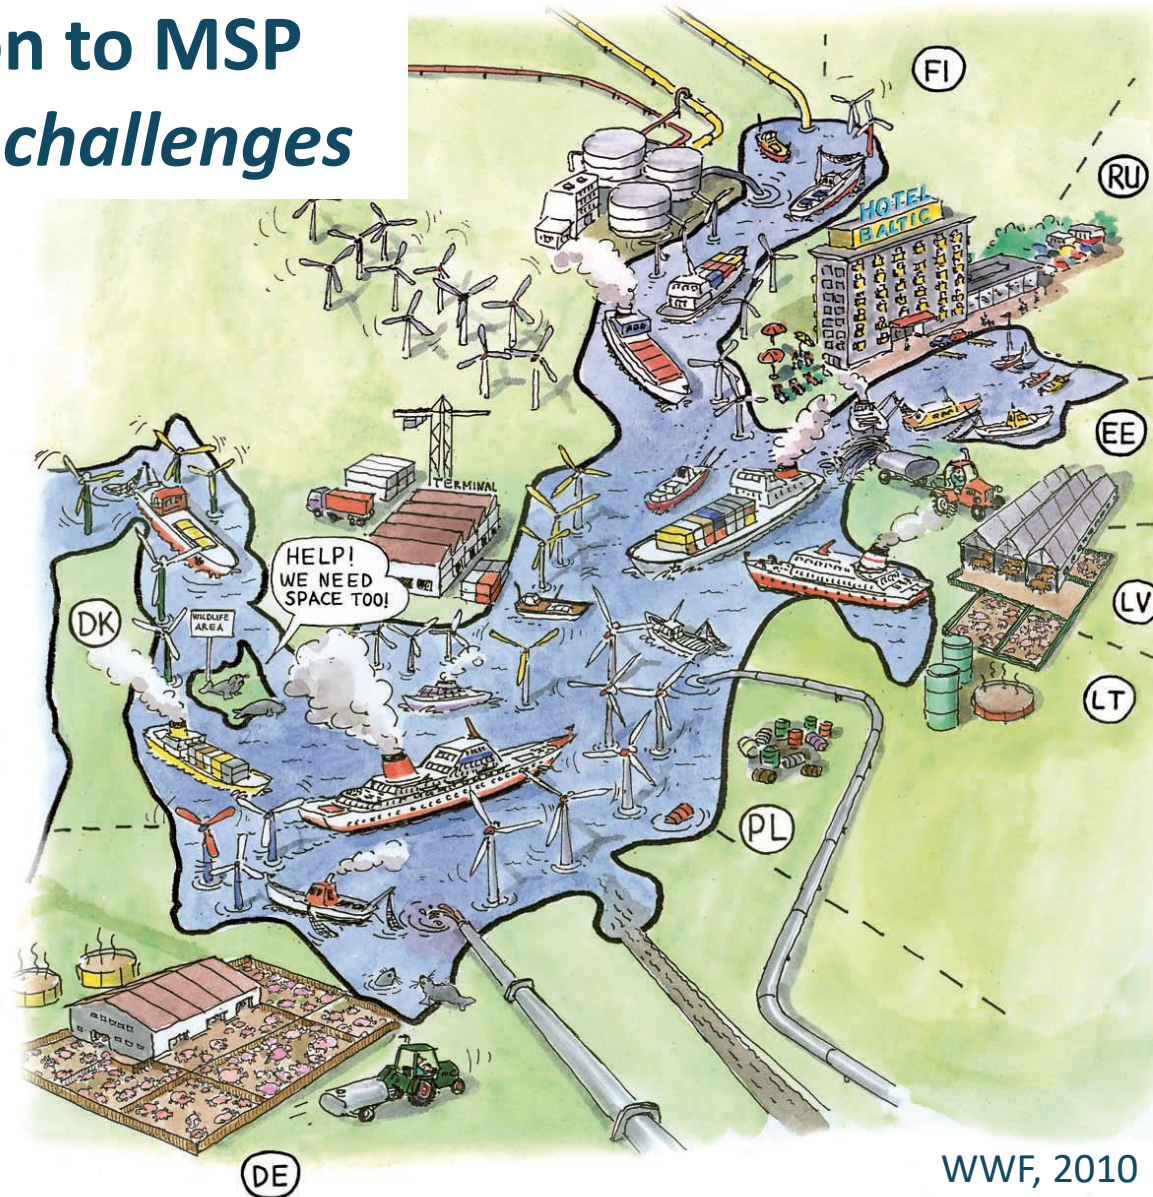 on to MSP
challenges
FI
RU
HOTEL
BALTIC
EE
TERMINAL
HELP!
WE NEED
SPACE TOO!
DK
WILDLIFE
AREA
LV
LT
PL
DE
WWF, 2010